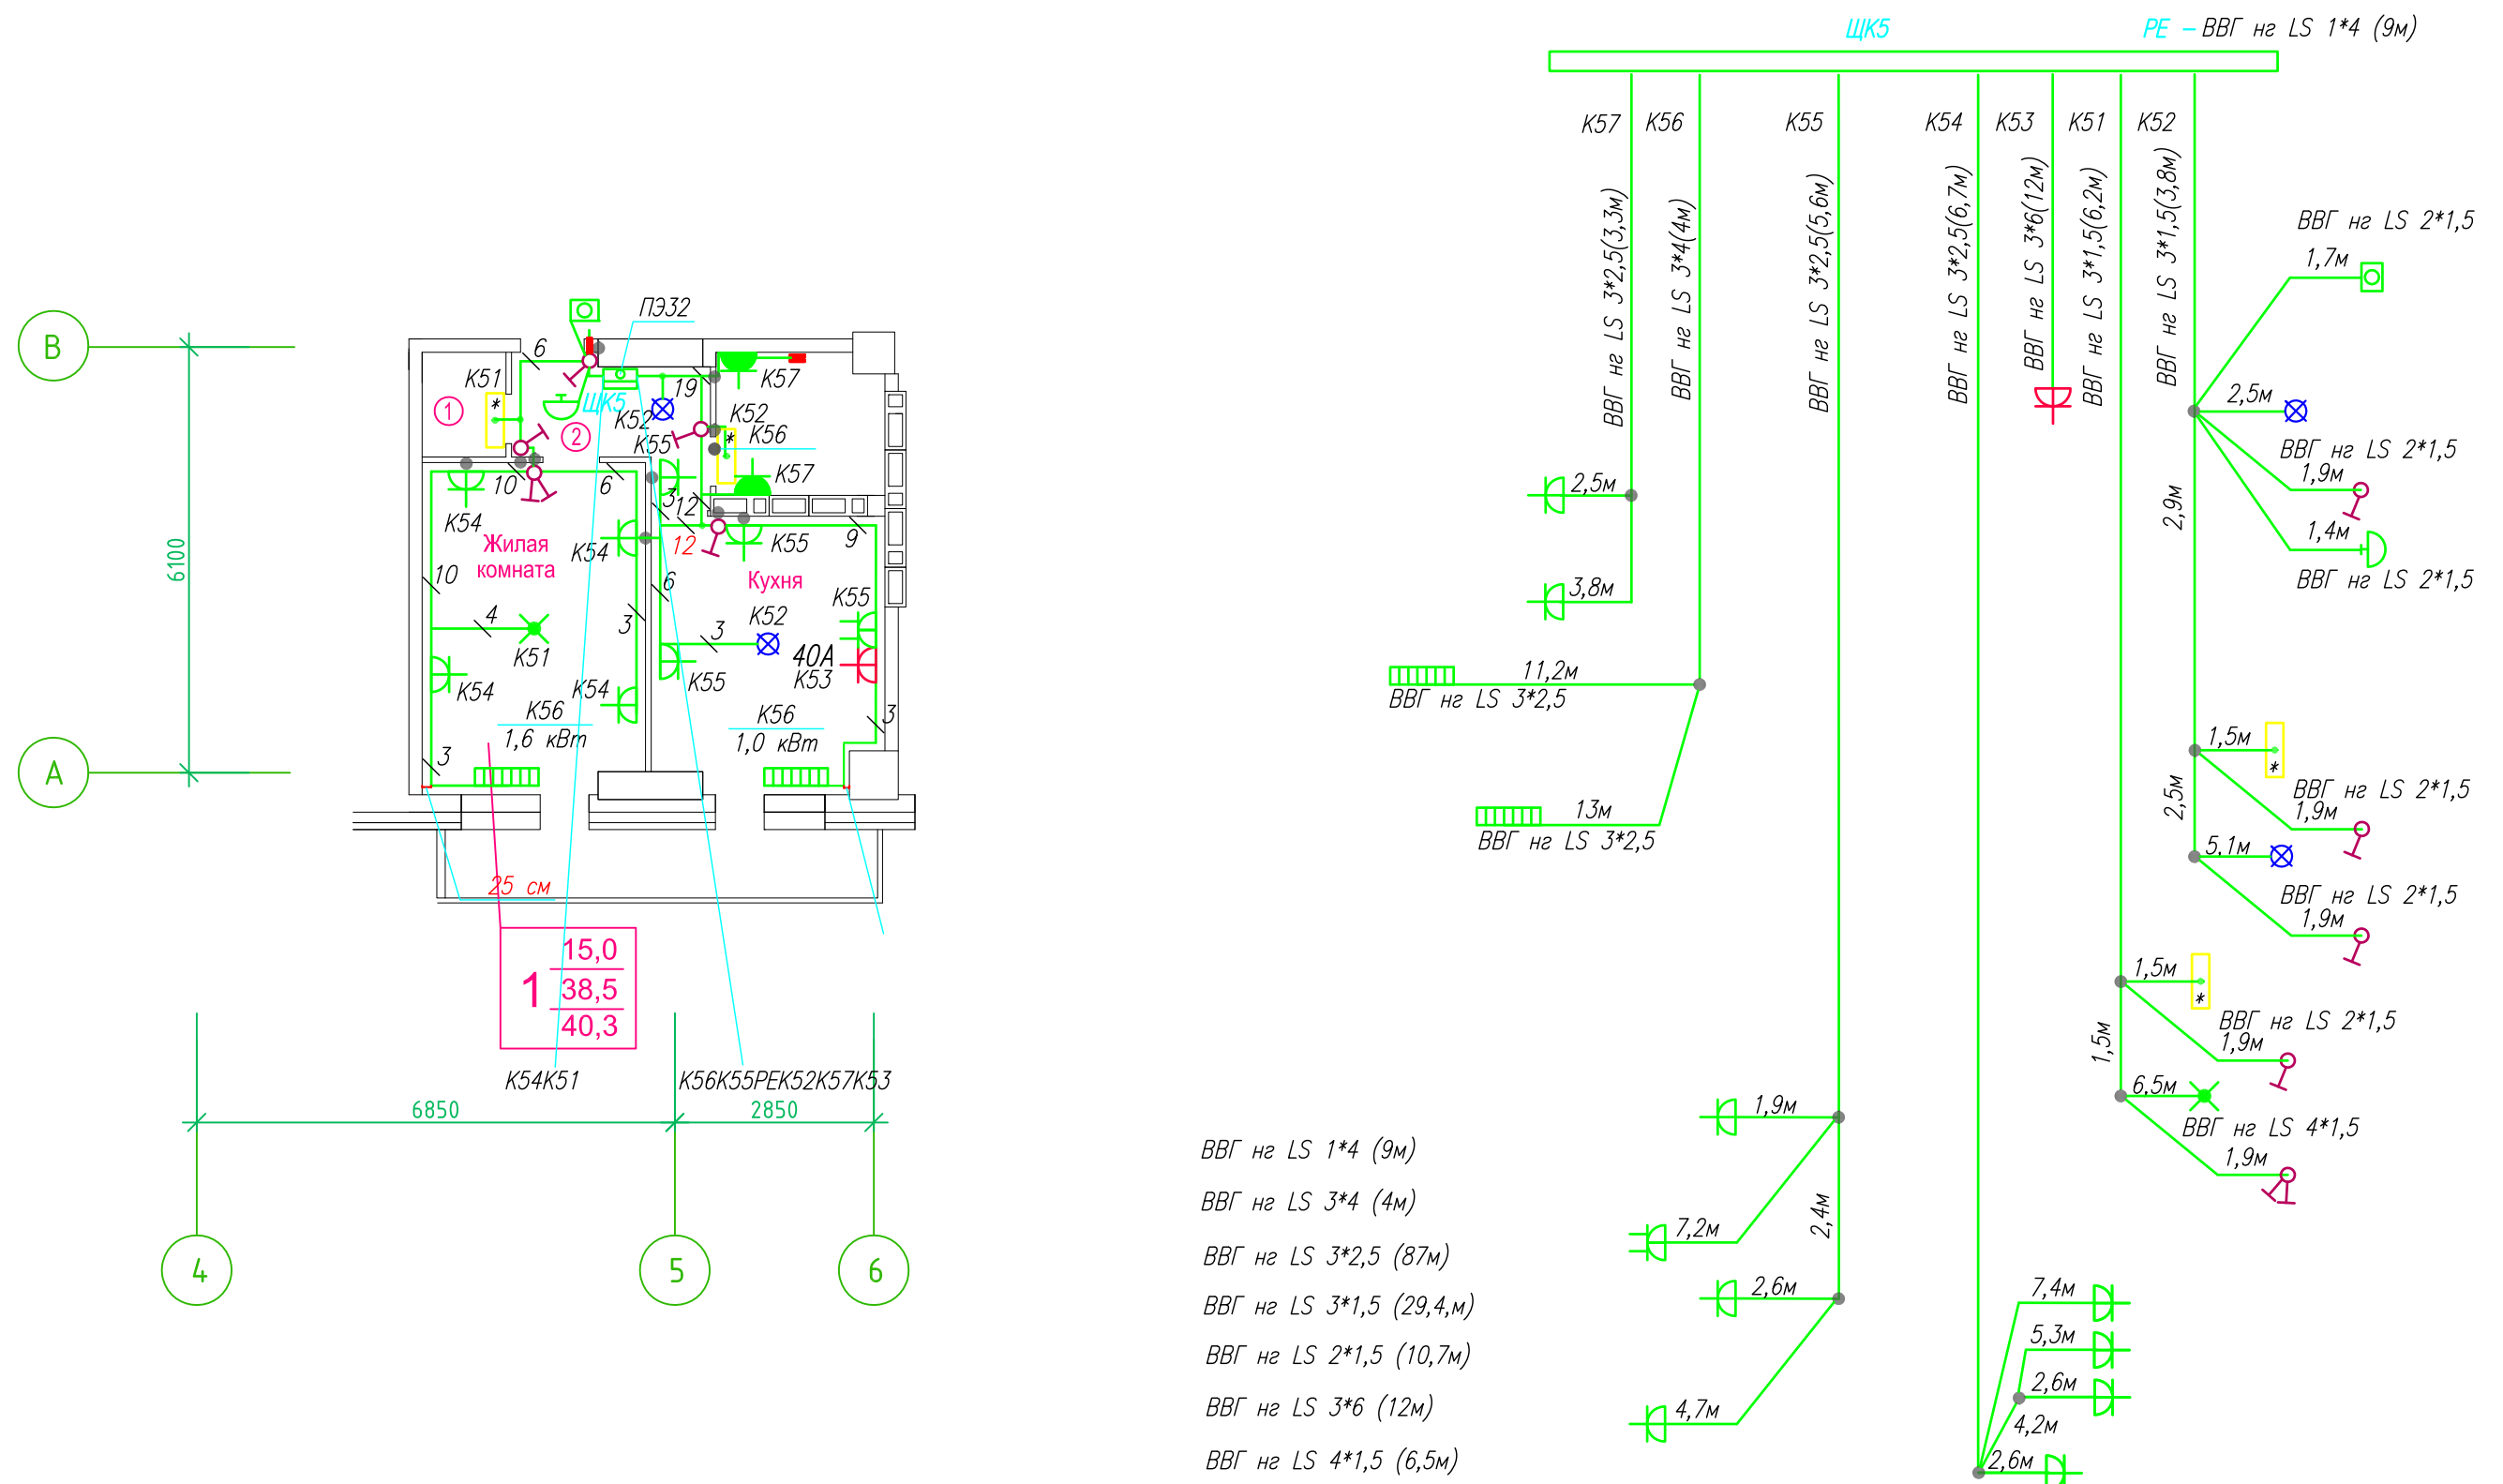 ЩК5
РЕ - ВВГ нг LS 1*4 (9м)
К57
К56
К55
К54
К53
К51
К52
ВВГ нг LS 3*2,5(3,3м)
ВВГ нг LS 3*4(4м)
ВВГ нг LS 3*2,5(5,6м)
ВВГ нг LS 3*2,5(6,7м)
ВВГ нг LS 3*6(12м)
ВВГ нг LS 3*1,5(6,2м)
ВВГ нг LS 3*1,5(3,8м)
ВВГ нг LS 2*1,5
1,7м
2,5м
ВВГ нг LS 2*1,5
1,9м
1,4м
ВВГ нг LS 2*1,5
2,9м
1,5м
*
ВВГ нг LS 2*1,5
1,9м
2,5м
5,1м
ВВГ нг LS 2*1,5
1,9м
1,5м
*
ВВГ нг LS 2*1,5
1,9м
1,5м
6,5м
ВВГ нг LS 4*1,5
1,9м
2,5м
3,8м
11,2м
ВВГ нг LS 3*2,5
13м
ВВГ нг LS 3*2,5
1,9м
7,2м
2,4м
2,6м
4,7м
7,4м
5,3м
2,6м
4,2м
2,6м
В
А
6100
ПЭ32
6
К51
*
1
2
ЩК5
19
К57
К52
К52
*
К55
К56
К57
10
6
3
12
К54
Жилая
комната
К54
12
К55
9
10
Кухня
6
К55
4
3
К52
3
К51
40А
К53
К54
К54
К55
К56
1,6 кВт
К56
1,0 кВт
3
3
25 см
1
15,0
38,5
40,3
К54К51
К56К55РЕК52К57К53
6850
2850
4
5
6
ВВГ нг LS 1*4 (9м)
ВВГ нг LS 3*4 (4м)
ВВГ нг LS 3*2,5 (87м)
ВВГ нг LS 3*1,5 (29,4,м)
ВВГ нг LS 2*1,5 (10,7м)
ВВГ нг LS 3*6 (12м)
ВВГ нг LS 4*1,5 (6,5м)